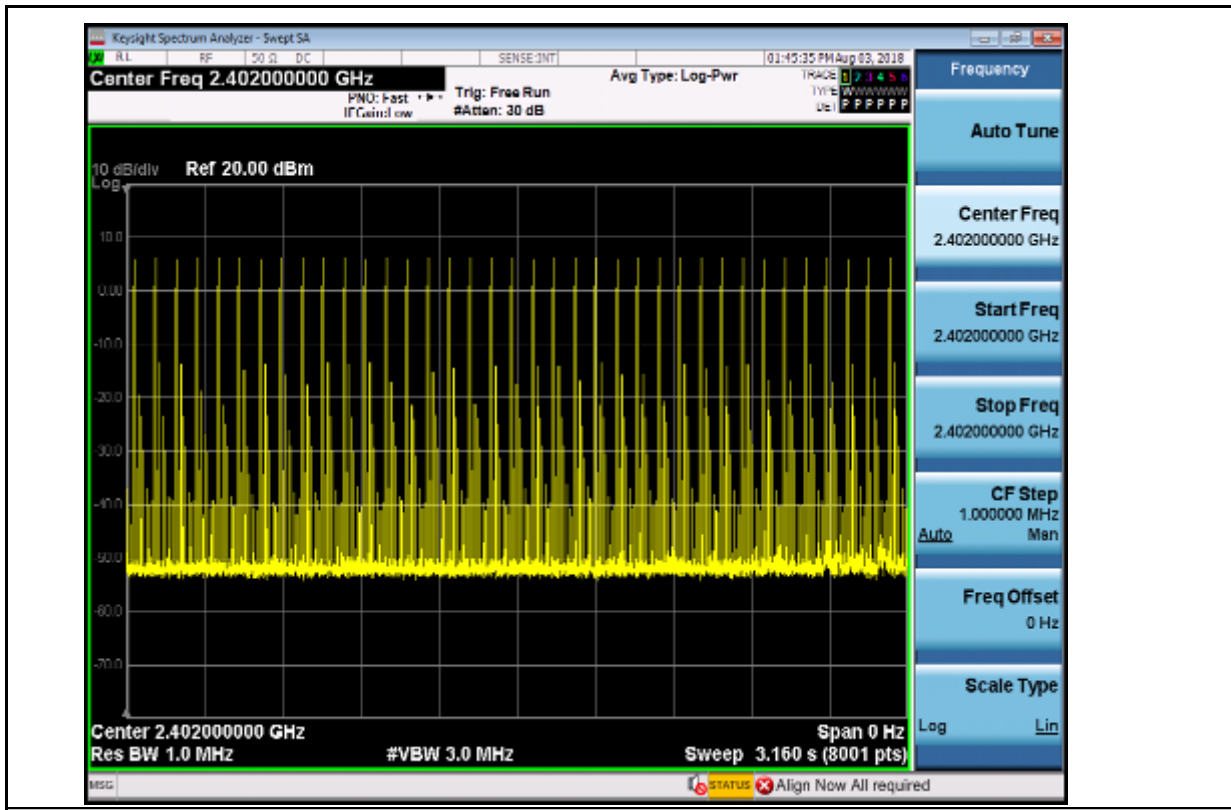 Keysight Spectrum Analyzer - Swept SA
RL RF 50 Ω DC SENSE:INT 01:45:35 PM Aug 03, 2018
Center Freq 2.402000000 GHz
PNO: Fast
IFGain:Low
Trig: Free Run
#Atten: 30 dB
Avg Type: Log-Pwr
TRACE 1 2 3 4 5 6
TYPE WWWWWW
DET P P P P P P
10 dB/div Ref 20.00 dBm
Log
10.0
0.00
-10.0
-20.0
-30.0
-40.0
-50.0
-60.0
-70.0
Center 2.402000000 GHz Span 0 Hz
Res BW 1.0 MHz #VBW 3.0 MHz Sweep 3.160 s (8001 pts)
MSG STATUS Align Now All required
Frequency
Auto Tune
Center Freq
2.402000000 GHz
Start Freq
2.402000000 GHz
Stop Freq
2.402000000 GHz
CF Step
1.000000 MHz
Auto Man
Freq Offset
0 Hz
Scale Type
Log Lin